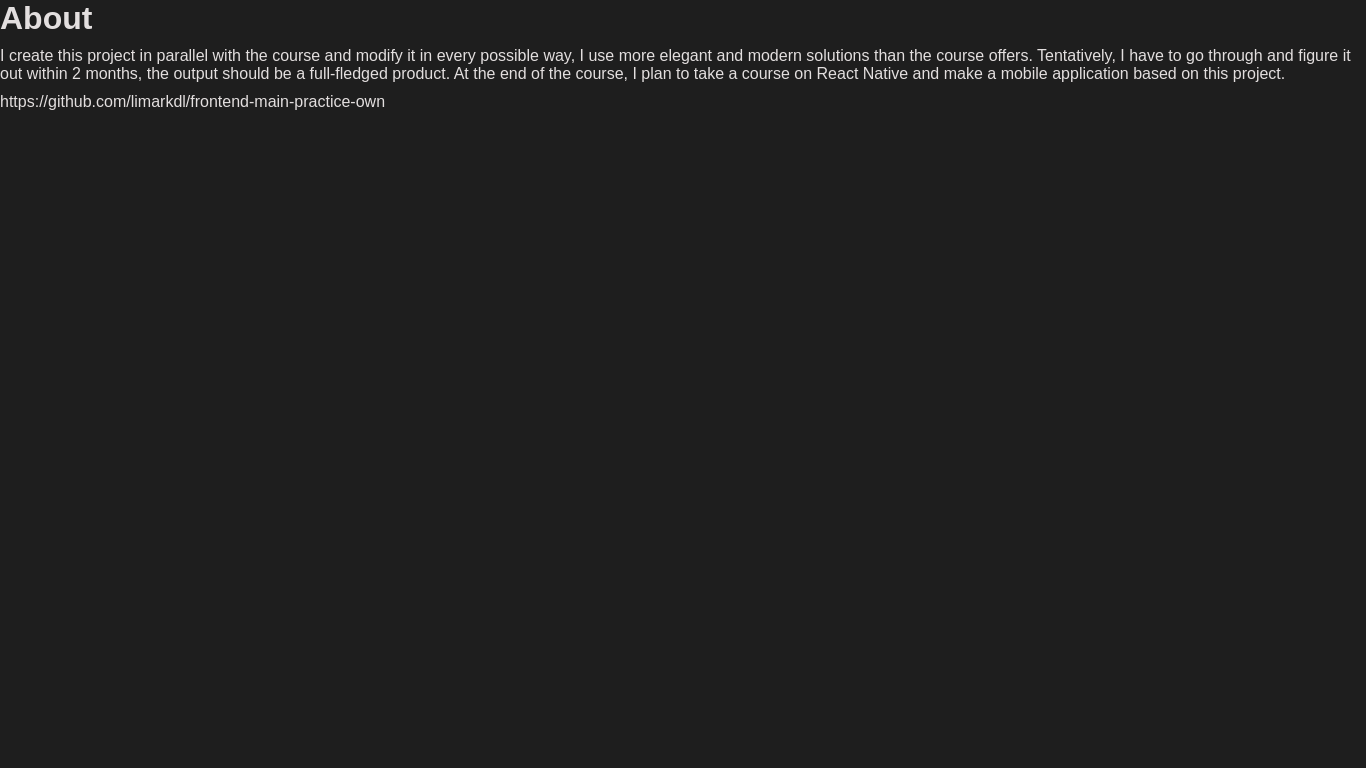 About
I create this project in parallel with the course and modify it in every possible way, I use more elegant and modern solutions than the course offers. Tentatively, I have to go through and figure it
out within 2 months, the output should be a full-fledged product. At the end of the course, I plan to take a course on React Native and make a mobile application based on this project.
https://github.com/limarkdl/frontend-main-practice-own